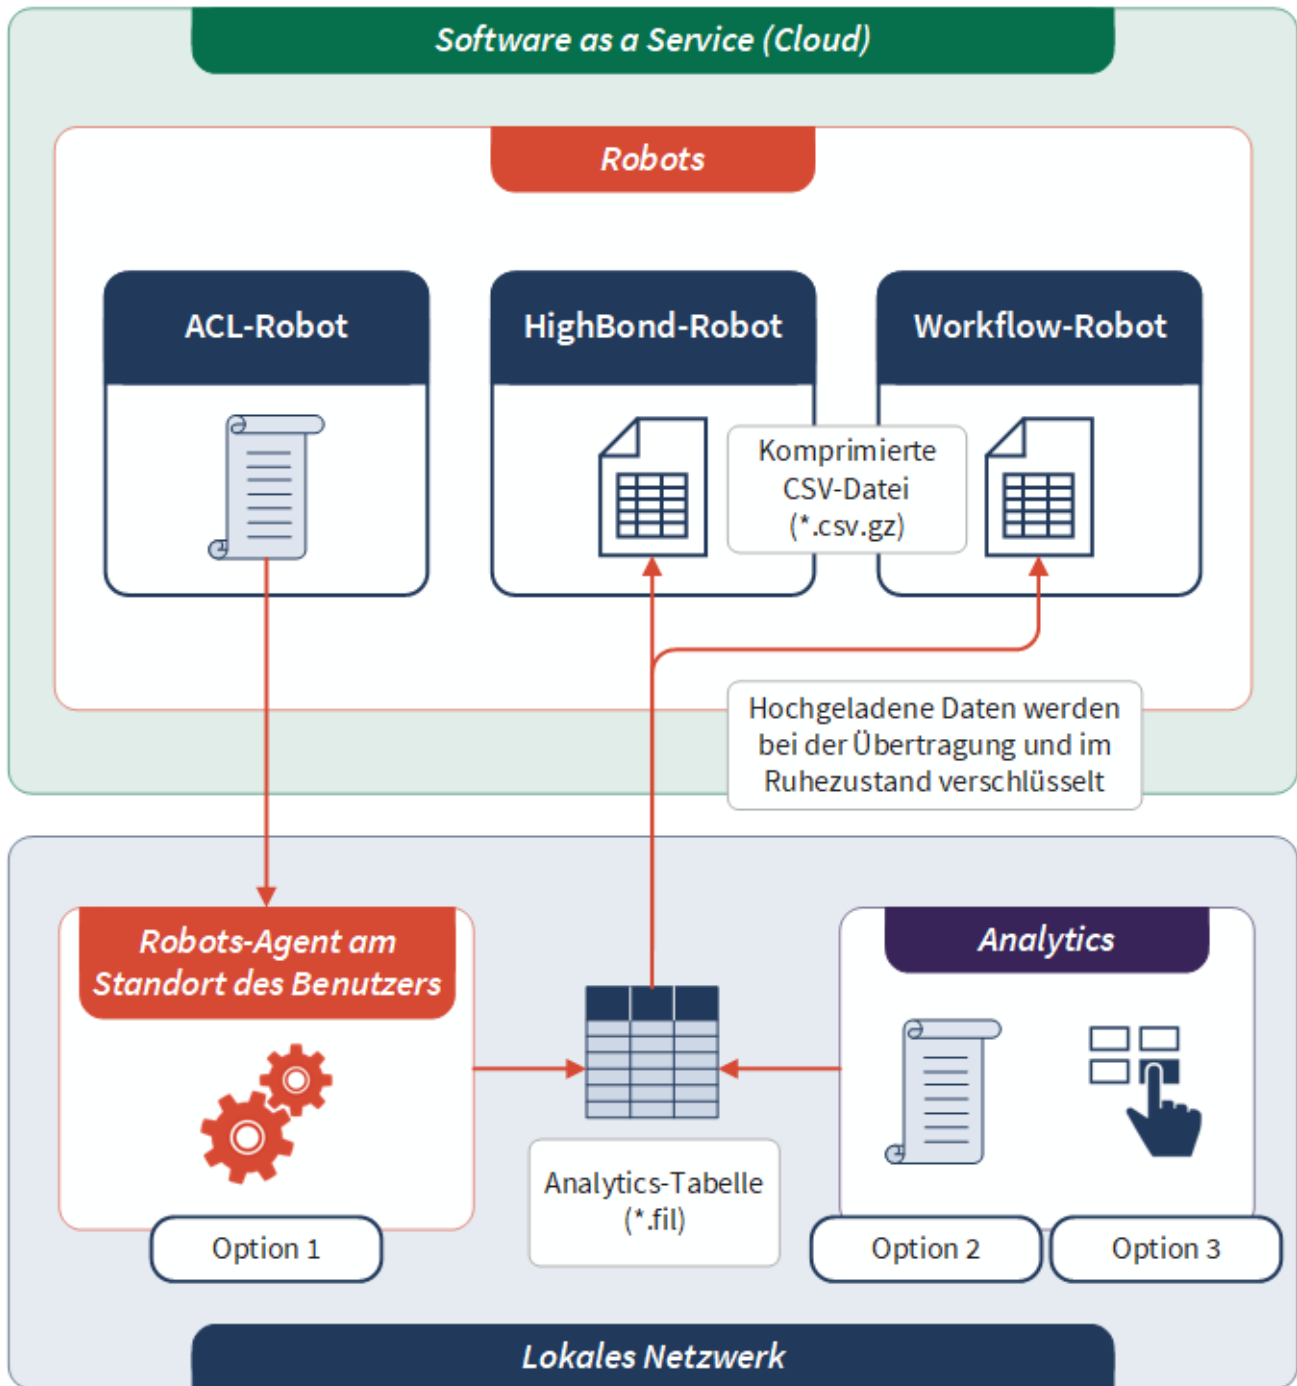 Software as a Service (Cloud)
Robots
ACL-Robot
HighBond-Robot
Workflow-Robot
Komprimierte
CSV-Datei
(*.csv.gz)
Hochgeladene Daten werden
bei der Übertragung und im
Ruhezustand verschlüsselt
Robots-Agent am
Standort des Benutzers
Analytics
Analytics-Tabelle
(*.fil)
Option 1
Option 2
Option 3
Lokales Netzwerk